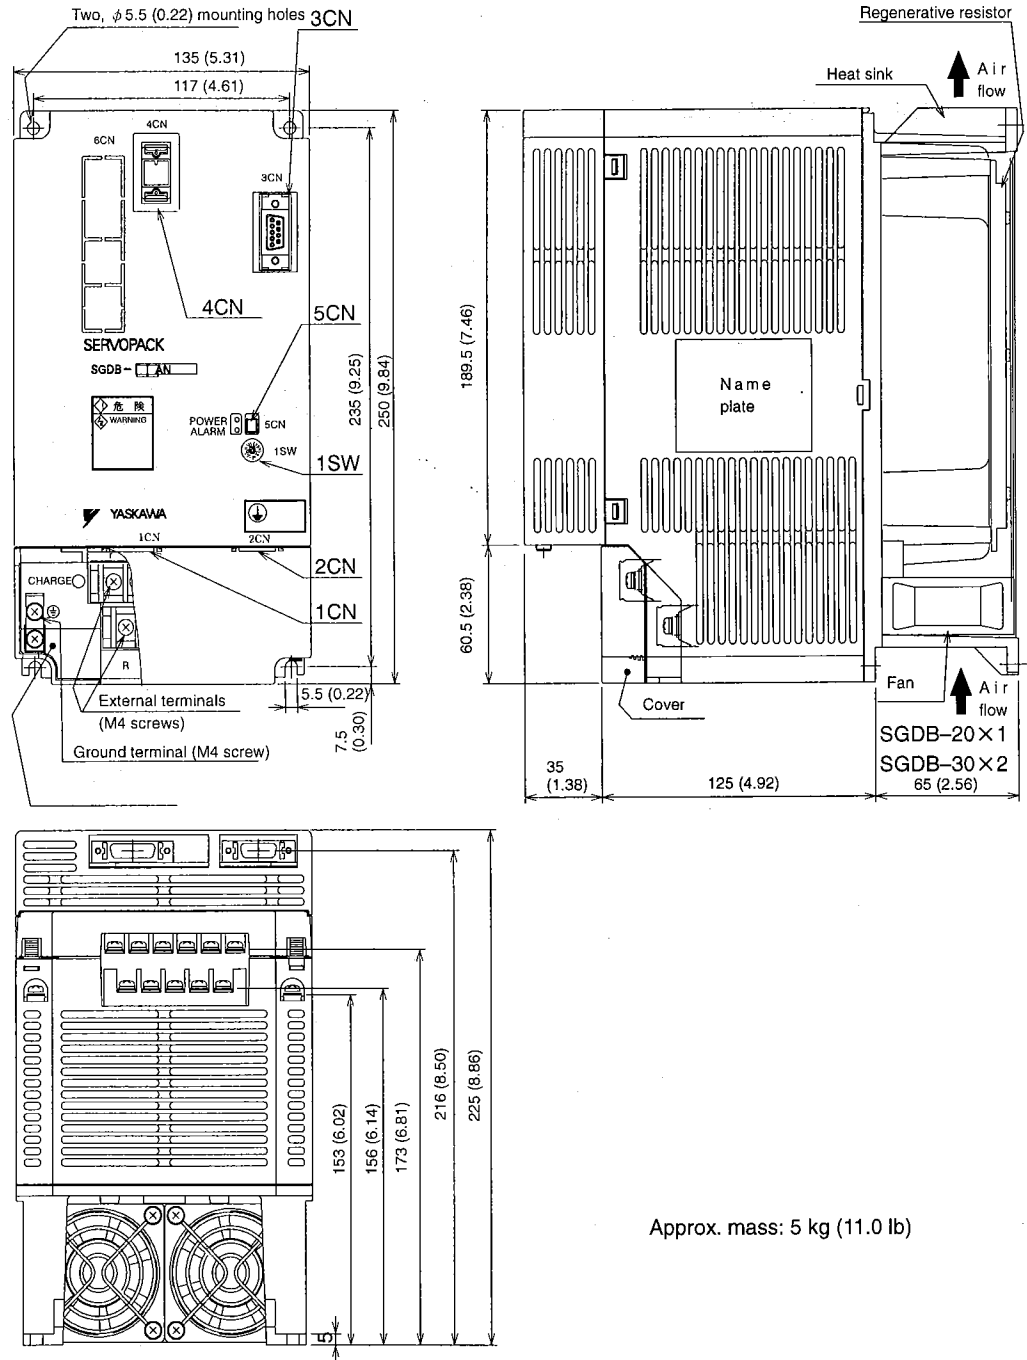 Two, φ5.5 (0.22) mounting holes
3CN
135 (5.31)
117 (4.61)
4CN
6CN
3CN
4CN
5CN
SERVOPACK
SGDB– AN
危 険
WARNING
POWER
ALARM
5CN
1SW
1SW
YASKAWA
1CN
2CN
2CN
CHARGE
1CN
R
External terminals
(M4 screws)
Ground terminal (M4 screw)
5.5 (0.22)
7.5
(0.30)
235 (9.25)
250 (9.84)
Regenerative resistor
Heat sink
Air
flow
189.5 (7.46)
Name
plate
60.5 (2.38)
Cover
Fan
Air
flow
SGDB–20×1
SGDB–30×2
35
(1.38)
125 (4.92)
65 (2.56)
153 (6.02)
156 (6.14)
173 (6.81)
216 (8.50)
225 (8.86)
5
Approx. mass: 5 kg (11.0 lb)